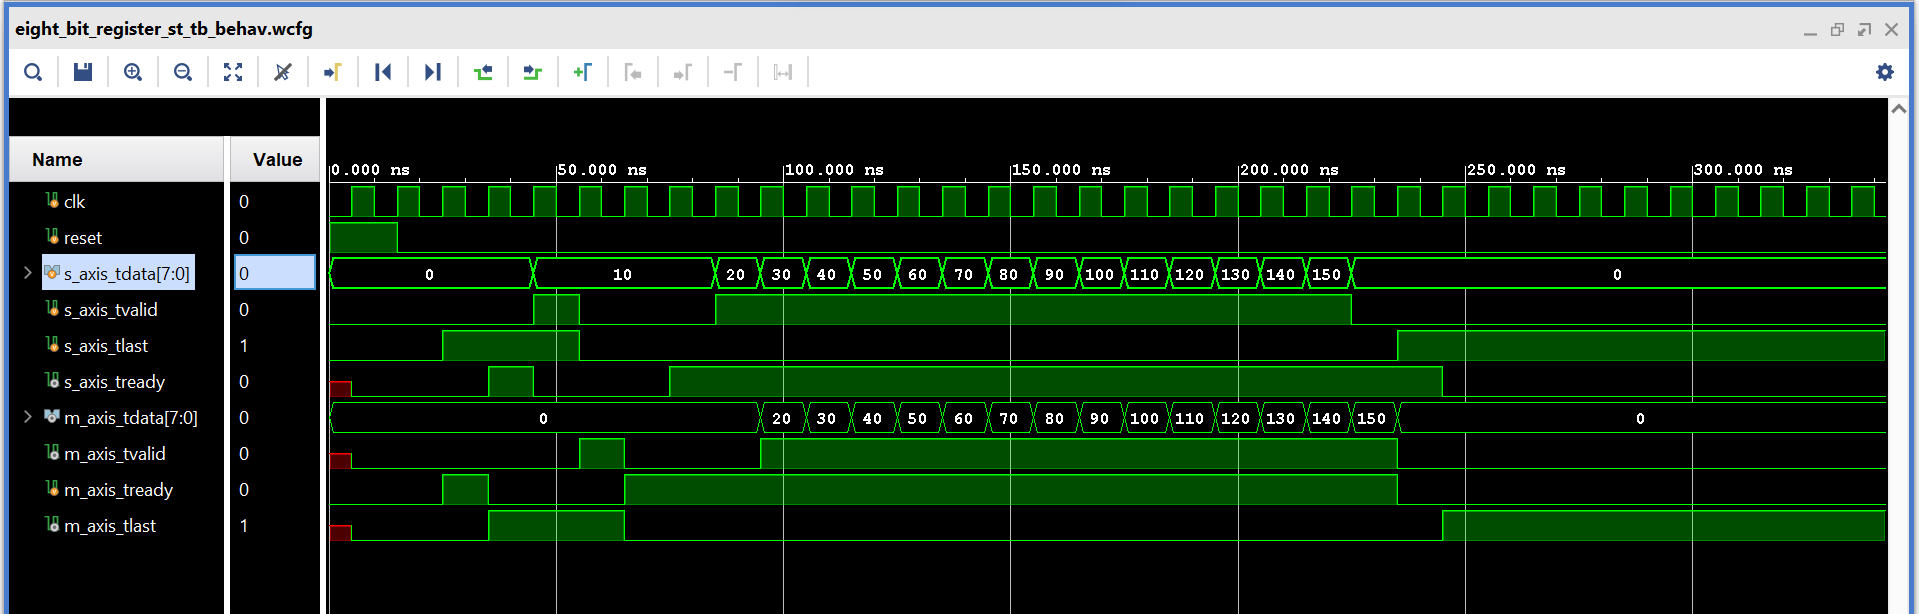 eight_bit_register_st_tb_behav.wcfg
Name Value 0.000 ns 50.000 ns 100.000 ns 150.000 ns 200.000 ns 250.000 ns 300.000 ns
clk 0
reset 0
s_axis_tdata[7:0] 0 0 10 20 30 40 50 60 70 80 90 100 110 120 130 140 150 0
s_axis_tvalid 0
s_axis_tlast 1
s_axis_tready 0
m_axis_tdata[7:0] 0 0 20 30 40 50 60 70 80 90 100 110 120 130 140 150 0
m_axis_tvalid 0
m_axis_tready 0
m_axis_tlast 1